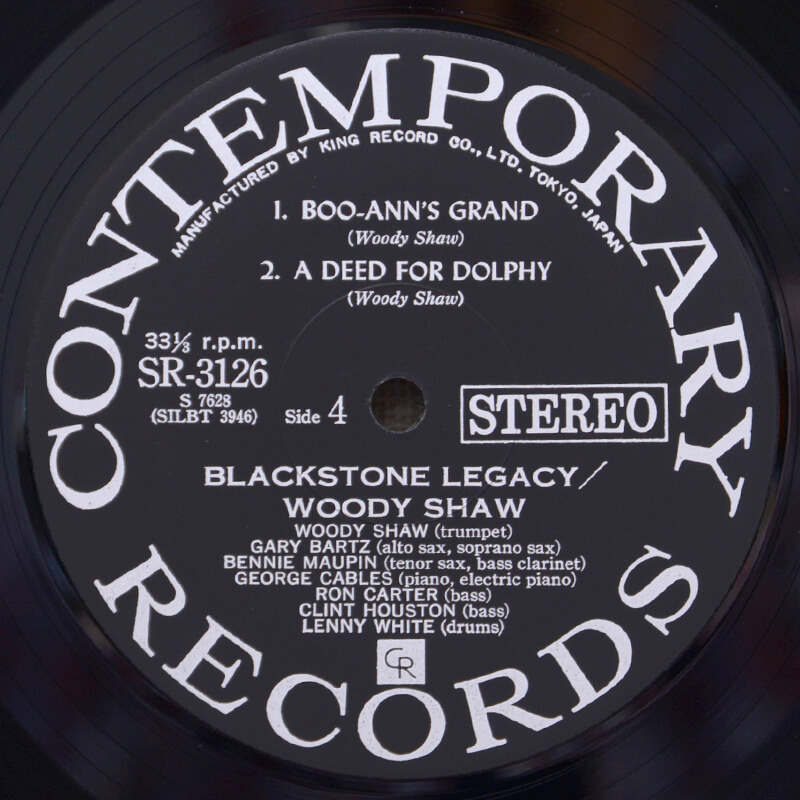 CONTEMPORARY
MANUFACTURED BY KING RECORD CO., LTD. TOKYO, JAPAN
1. BOO-ANN'S GRAND
(Woody Shaw)
2. A DEED FOR DOLPHY
(Woody Shaw)
33⅓ r.p.m.
SR-3126
S 7628
(SILBT 3946)
Side 4
STEREO
BLACKSTONE LEGACY/
WOODY SHAW
WOODY SHAW (trumpet)
GARY BARTZ (alto sax, soprano sax)
BENNIE MAUPIN (tenor sax, bass clarinet)
GEORGE CABLES (piano, electric piano)
RON CARTER (bass)
CLINT HOUSTON (bass)
LENNY WHITE (drums)
CR
RECORDS